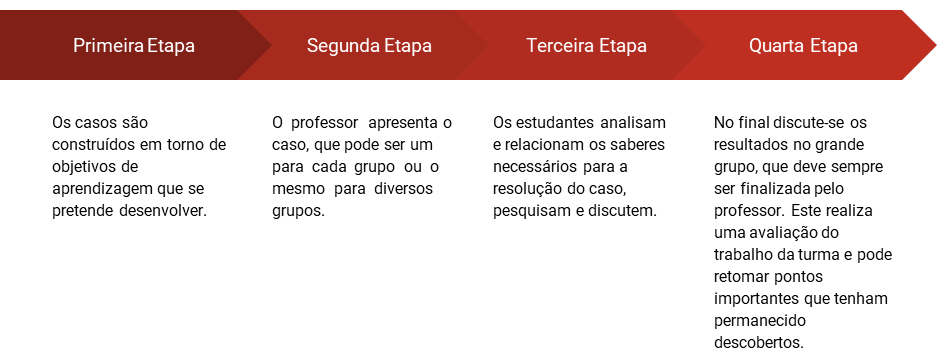 Primeira Etapa
Segunda Etapa
Terceira Etapa
Quarta Etapa
Os casos são
construídos em torno de
objetivos de
aprendizagem que se
pretende desenvolver.
O professor apresenta o
caso, que pode ser um
para cada grupo ou o
mesmo para diversos
grupos.
Os estudantes analisam
e relacionam os saberes
necessários para a
resolução do caso,
pesquisam e discutem.
No final discute-se os
resultados no grande
grupo, que deve sempre
ser finalizada pelo
professor. Este realiza
uma avaliação do
trabalho da turma e pode
retomar pontos
importantes que tenham
permanecido
descobertos.